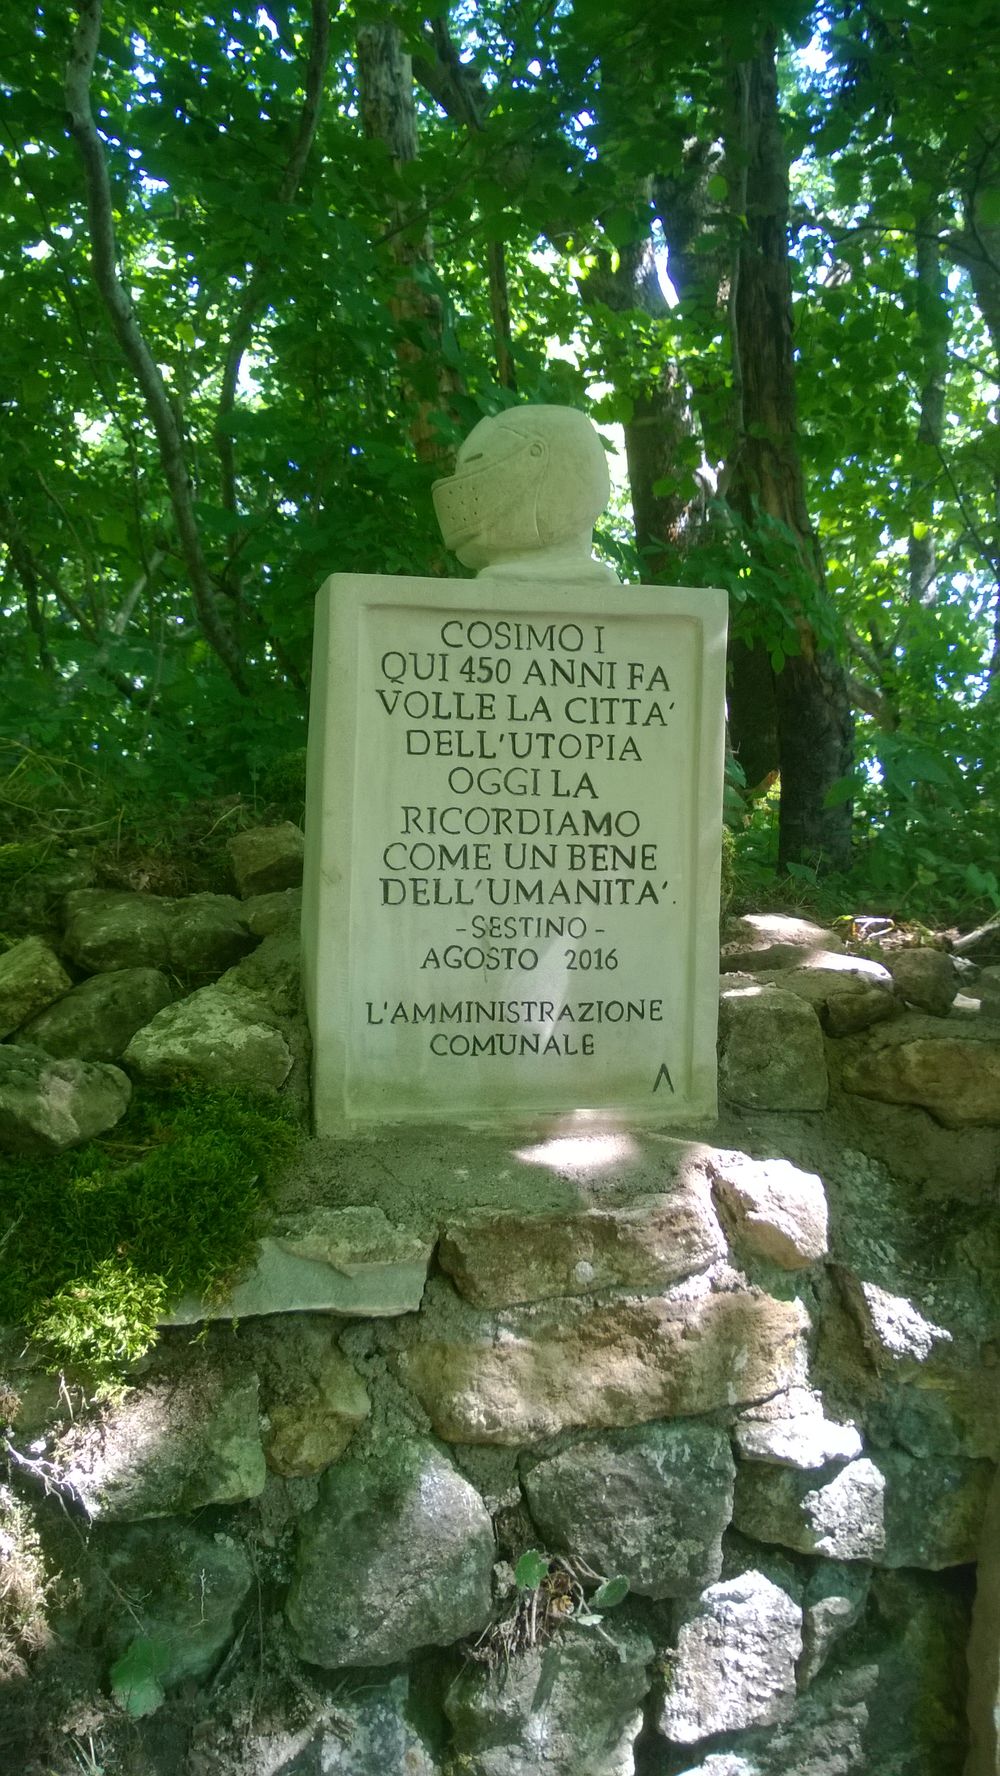 COSIMO I
QUI 450 ANNI FA
VOLLE LA CITTA'
DELL'UTOPIA
OGGI LA
RICORDIAMO
COME UN BENE
DELL'UMANITA'.
- SESTINO -
AGOSTO 2016
L'AMMINISTRAZIONE
COMUNALE